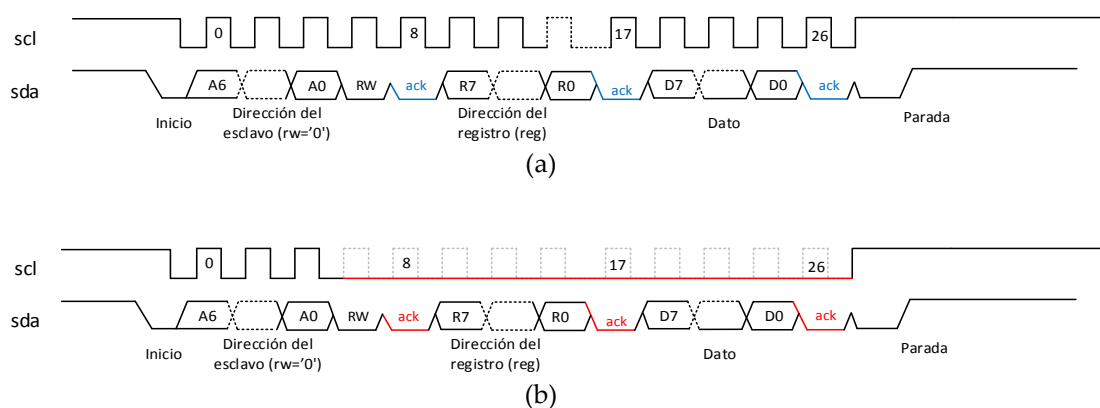 scl 0 8 17 26
sda A6 A0 RW ack R7 R0 ack D7 D0 ack
Inicio Dirección del esclavo (rw='0') Dirección del registro (reg) Dato Parada
(a)
scl 0 8 17 26
sda A6 A0 RW ack R7 R0 ack D7 D0 ack
Inicio Dirección del esclavo (rw='0') Dirección del registro (reg) Dato Parada
(b)